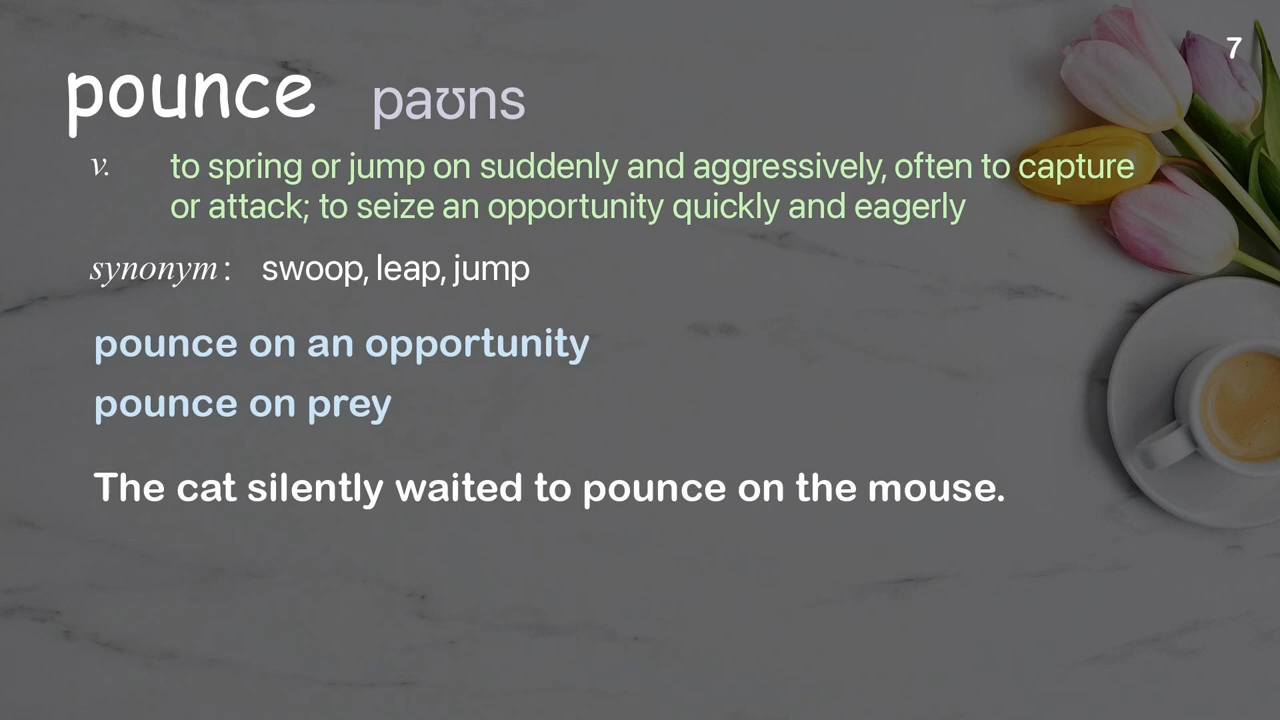 7
pounce paʊns
v. to spring or jump on suddenly and aggressively, often to capture
or attack; to seize an opportunity quickly and eagerly
synonym : swoop, leap, jump
pounce on an opportunity
pounce on prey
The cat silently waited to pounce on the mouse.